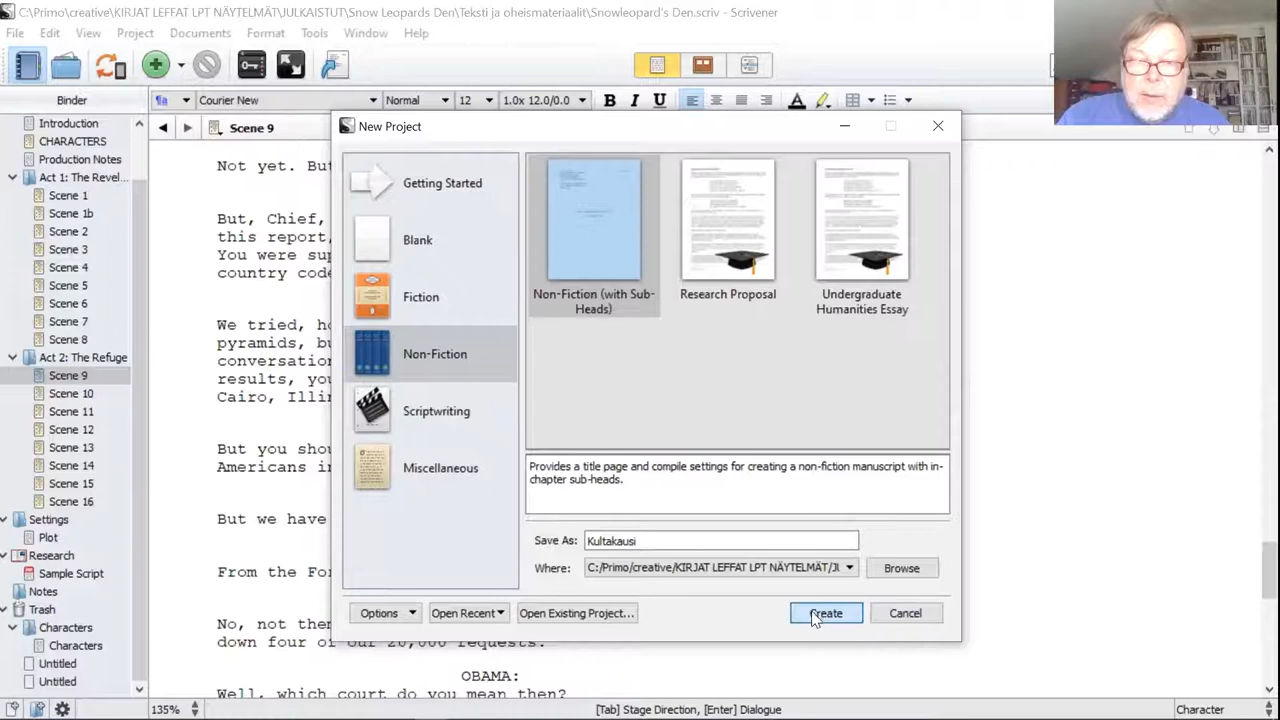 C:\Primo\creative\KIRJAT LEFFAT LPT NÄYTELMÄT\JULKAISTUT\Snow Leopards Den\Teksti ja oheismateriaalit\Snowleopard's Den.scriv - Scrivener
File Edit View Project Documents Format Tools Window Help
Binder
Courier New Normal 12 1.0x 12.0/0.0 B I U A
Scene 9
Introduction
CHARACTERS
Production Notes
Act 1: The Revel...
Scene 1
Scene 1b
Scene 2
Scene 3
Scene 4
Scene 5
Scene 6
Scene 7
Scene 8
Act 2: The Refuge
Scene 9
Scene 10
Scene 11
Scene 12
Scene 13
Scene 14
Scene 15
Scene 16
Settings
Plot
Research
Sample Script
Notes
Trash
Characters
Characters
Untitled
Untitled
Not yet. But
But, Chief,
this report,
You were sup
country code
We tried, ho
pyramids, bu
conversation
results, you
Cairo, Illin
But you shou
Americans in
But we have
From the For
No, not then
down four of our 20,000 requests.
OBAMA:
Well, which court do you mean then?
New Project
Getting Started
Blank
Fiction
Non-Fiction
Scriptwriting
Miscellaneous
Non-Fiction (with Sub-
Heads)
Research Proposal
Undergraduate
Humanities Essay
Provides a title page and compile settings for creating a non-fiction manuscript with in-
chapter sub-heads.
Save As: Kultakausi
Where: C:/Primo/creative/KIRJAT LEFFAT LPT NÄYTELMÄT/JU Browse
Options Open Recent Open Existing Project... Create Cancel
135% [Tab] Stage Direction, [Enter] Dialogue Character